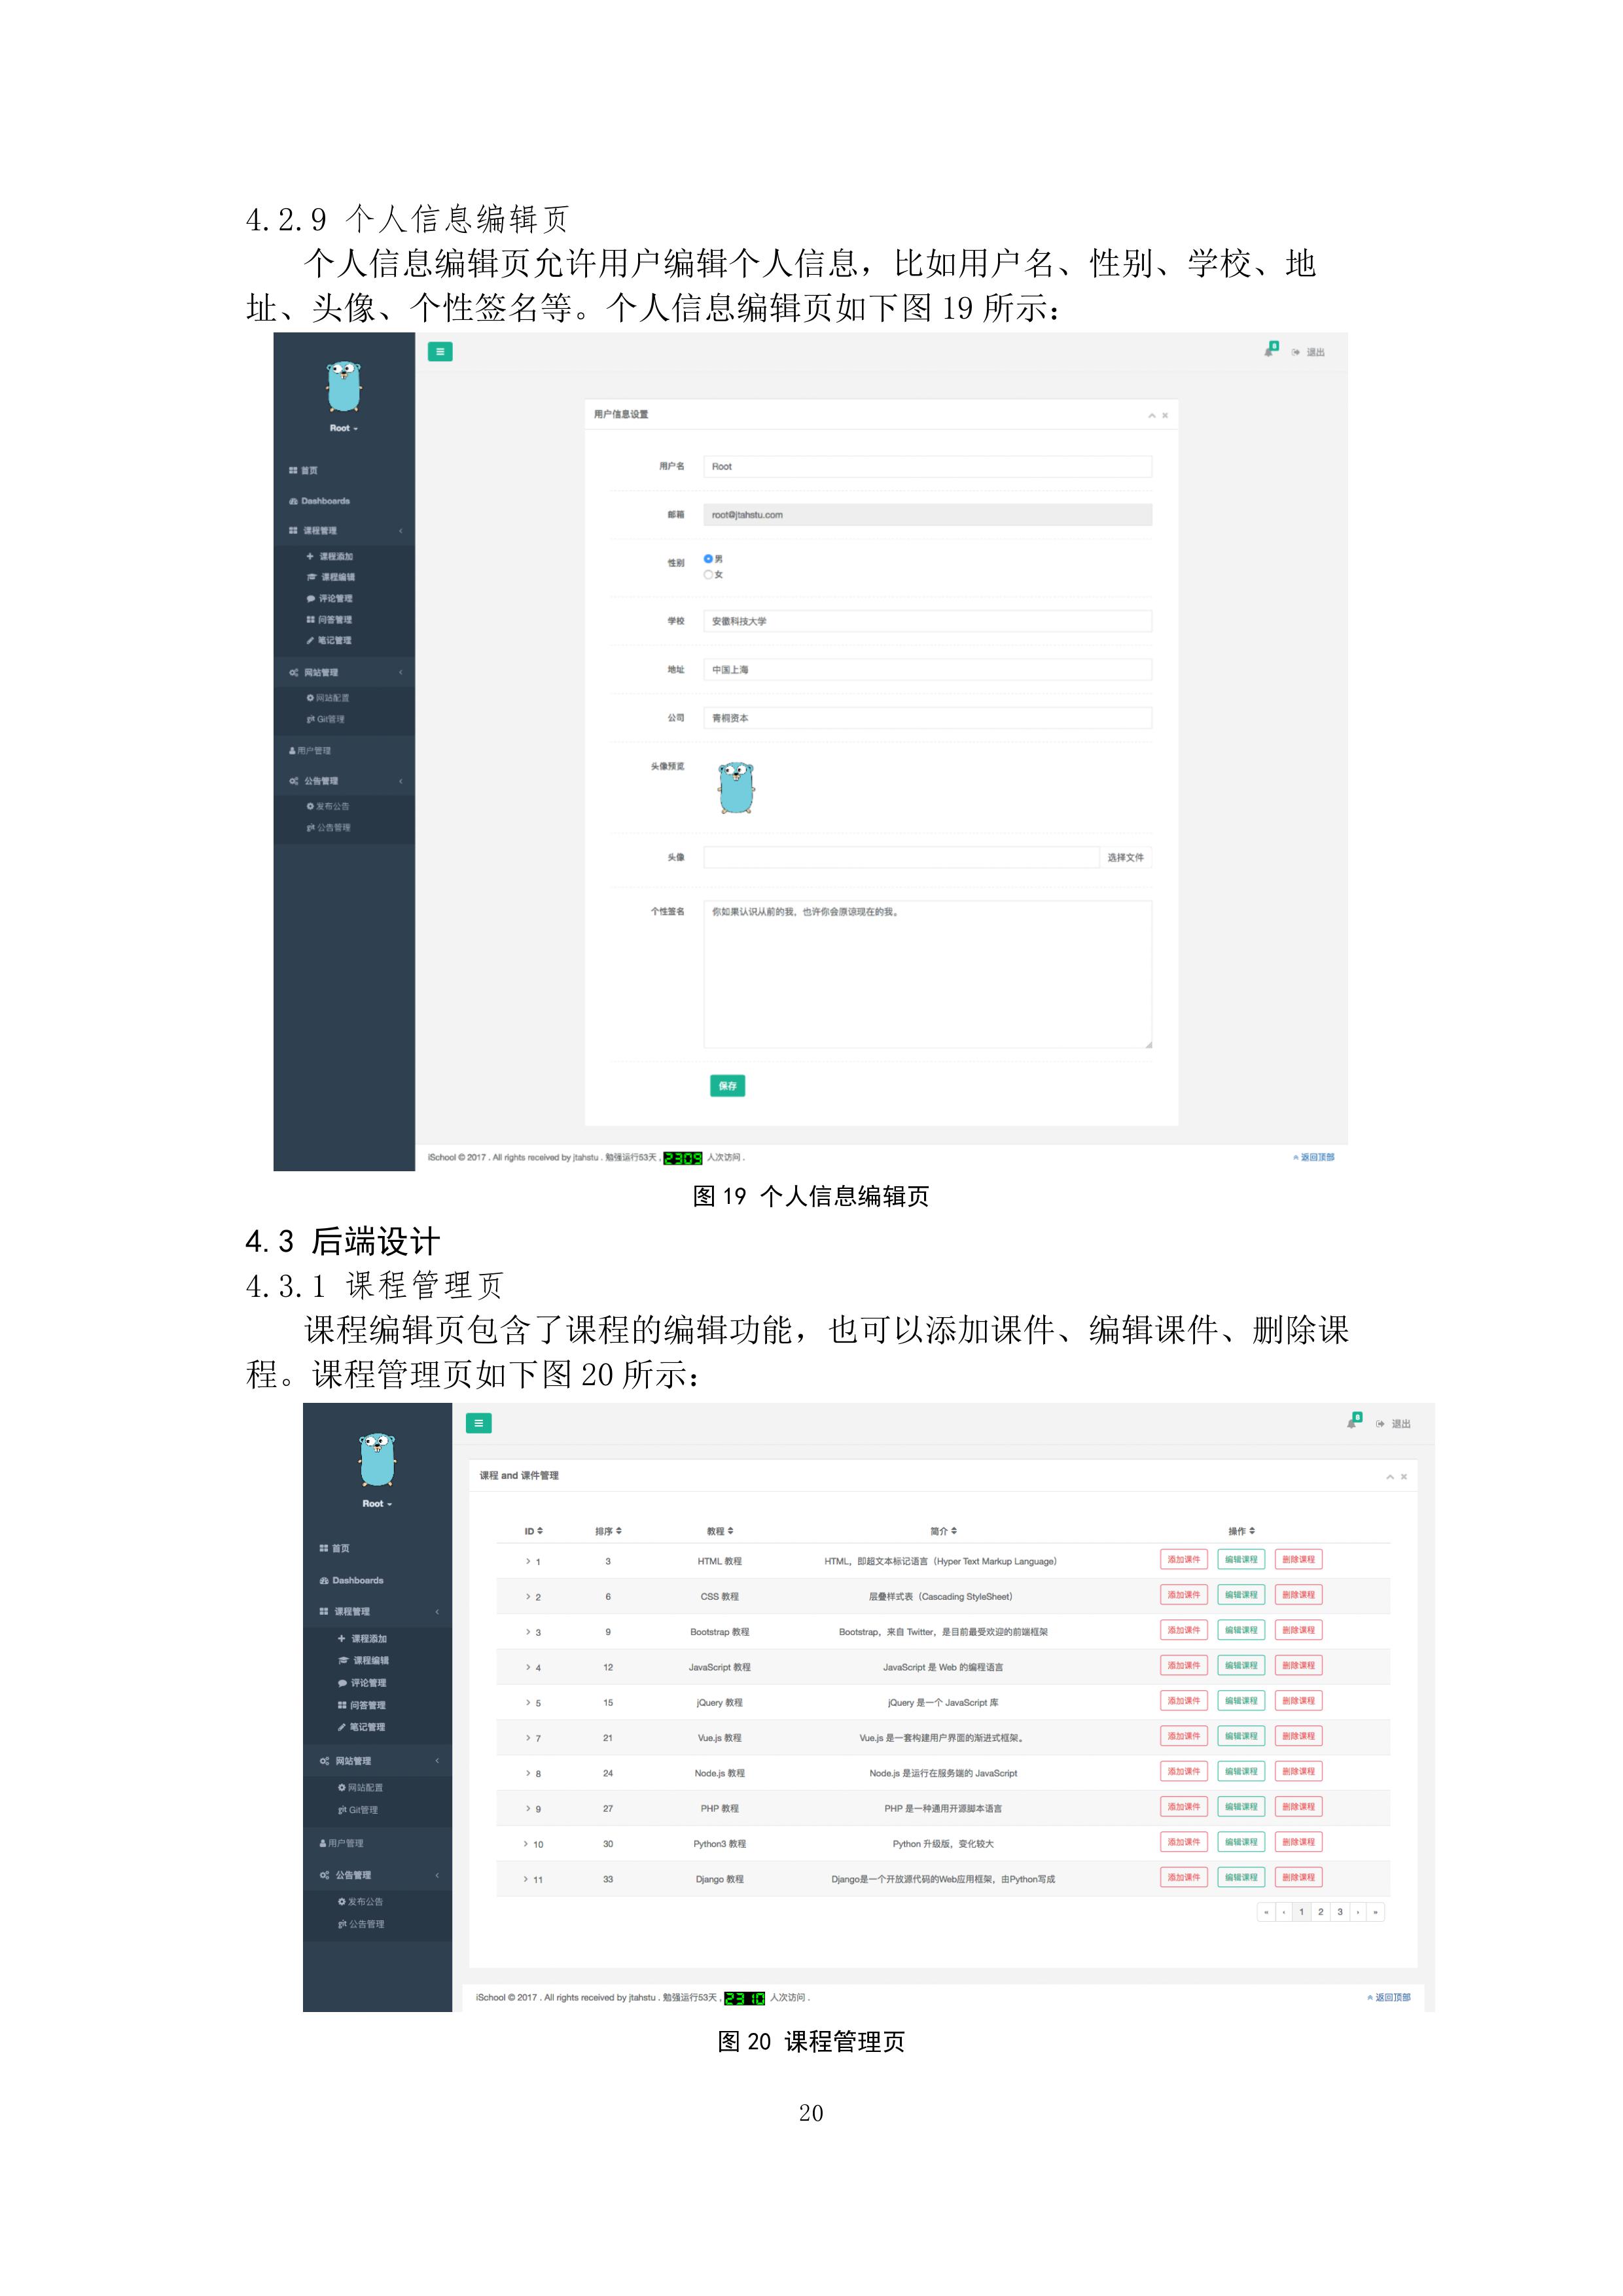 4.2.9 个人信息编辑页
个人信息编辑页允许用户编辑个人信息，比如用户名、性别、学校、地
址、头像、个性签名等。个人信息编辑页如下图 19 所示：
退出
Root
首页
Dashboards
课程管理
课程添加
课程编辑
评论管理
问答管理
笔记管理
网站管理
网站配置
Git管理
用户管理
公告管理
发布公告
公告管理
用户信息设置
用户名 Root
邮箱 root@jtahstu.com
性别 男
女
学校 安徽科技大学
地址 中国上海
公司 青桐资本
头像预览
头像 选择文件
个性签名 你如果认识从前的我，也许你会原谅现在的我。
保存
iSchool © 2017 . All rights received by jtahstu . 勉强运行53天 , 2309 人次访问 .
返回顶部
图 19 个人信息编辑页
4.3 后端设计
4.3.1 课程管理页
课程编辑页包含了课程的编辑功能，也可以添加课件、编辑课件、删除课
程。课程管理页如下图 20 所示：
退出
Root
首页
Dashboards
课程管理
课程添加
课程编辑
评论管理
问答管理
笔记管理
网站管理
网站配置
Git管理
用户管理
公告管理
发布公告
公告管理
课程 and 课件管理
ID 排序 教程 简介 操作
1 3 HTML 教程 HTML，即超文本标记语言（Hyper Text Markup Language） 添加课件 编辑课程 删除课程
2 6 CSS 教程 层叠样式表（Cascading StyleSheet） 添加课件 编辑课程 删除课程
3 9 Bootstrap 教程 Bootstrap，来自 Twitter，是目前最受欢迎的前端框架 添加课件 编辑课程 删除课程
4 12 JavaScript 教程 JavaScript 是 Web 的编程语言 添加课件 编辑课程 删除课程
5 15 jQuery 教程 jQuery 是一个 JavaScript 库 添加课件 编辑课程 删除课程
7 21 Vue.js 教程 Vue.js 是一套构建用户界面的渐进式框架。 添加课件 编辑课程 删除课程
8 24 Node.js 教程 Node.js 是运行在服务端的 JavaScript 添加课件 编辑课程 删除课程
9 27 PHP 教程 PHP 是一种通用开源脚本语言 添加课件 编辑课程 删除课程
10 30 Python3 教程 Python 升级版，变化较大 添加课件 编辑课程 删除课程
11 33 Django 教程 Django是一个开放源代码的Web应用框架，由Python写成 添加课件 编辑课程 删除课程
« ‹ 1 2 3 › »
iSchool © 2017 . All rights received by jtahstu . 勉强运行53天 , 2310 人次访问 .
返回顶部
图 20 课程管理页
20